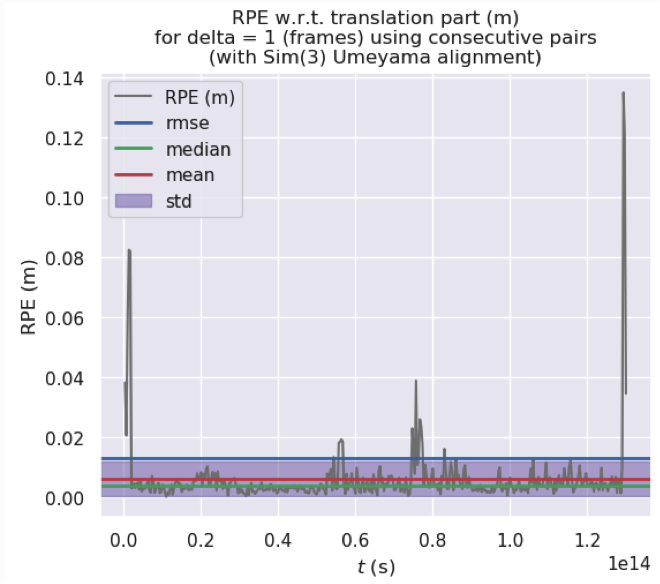 RPE w.r.t. translation part (m)
for delta = 1 (frames) using consecutive pairs
(with Sim(3) Umeyama alignment)
0.14
0.12
0.10
0.08
0.06
0.04
0.02
0.00
RPE (m)
RPE (m)
rmse
median
mean
std
0.0 0.2 0.4 0.6 0.8 1.0 1.2
1e14
t (s)